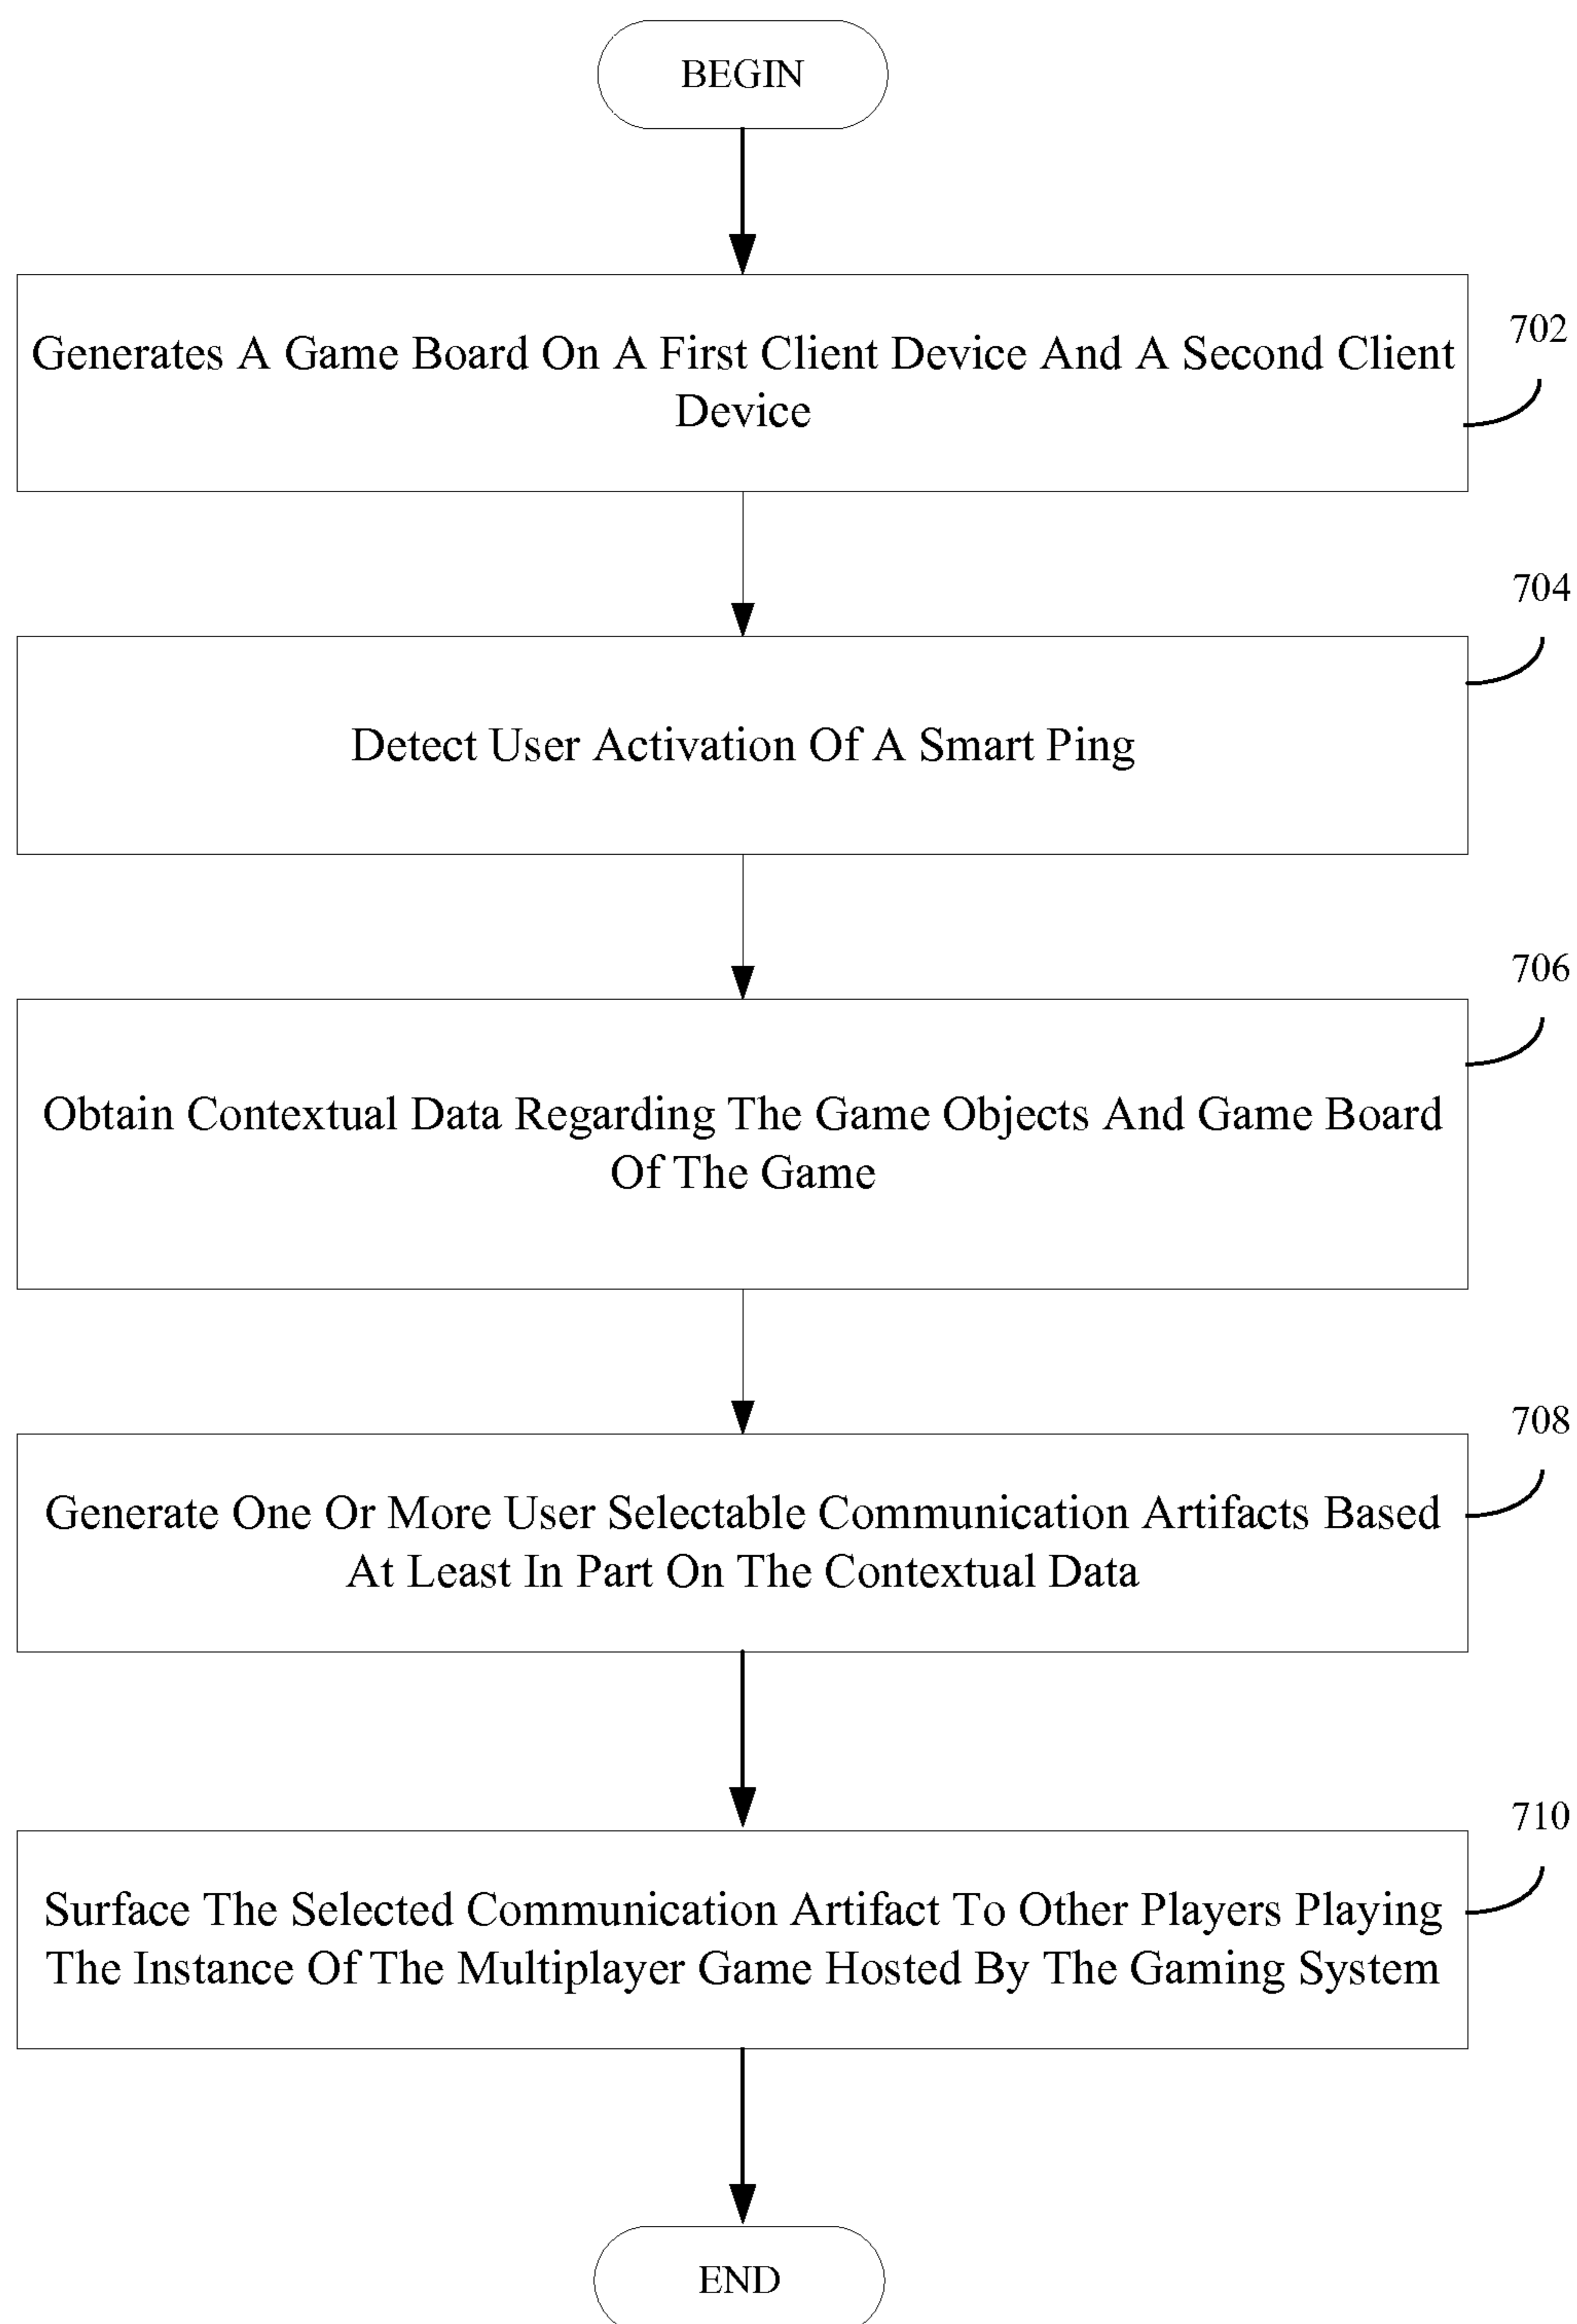 BEGIN
Generates A Game Board On A First Client Device And A Second Client
Device
702
Detect User Activation Of A Smart Ping
704
Obtain Contextual Data Regarding The Game Objects And Game Board
Of The Game
706
Generate One Or More User Selectable Communication Artifacts Based
At Least In Part On The Contextual Data
708
Surface The Selected Communication Artifact To Other Players Playing
The Instance Of The Multiplayer Game Hosted By The Gaming System
710
END